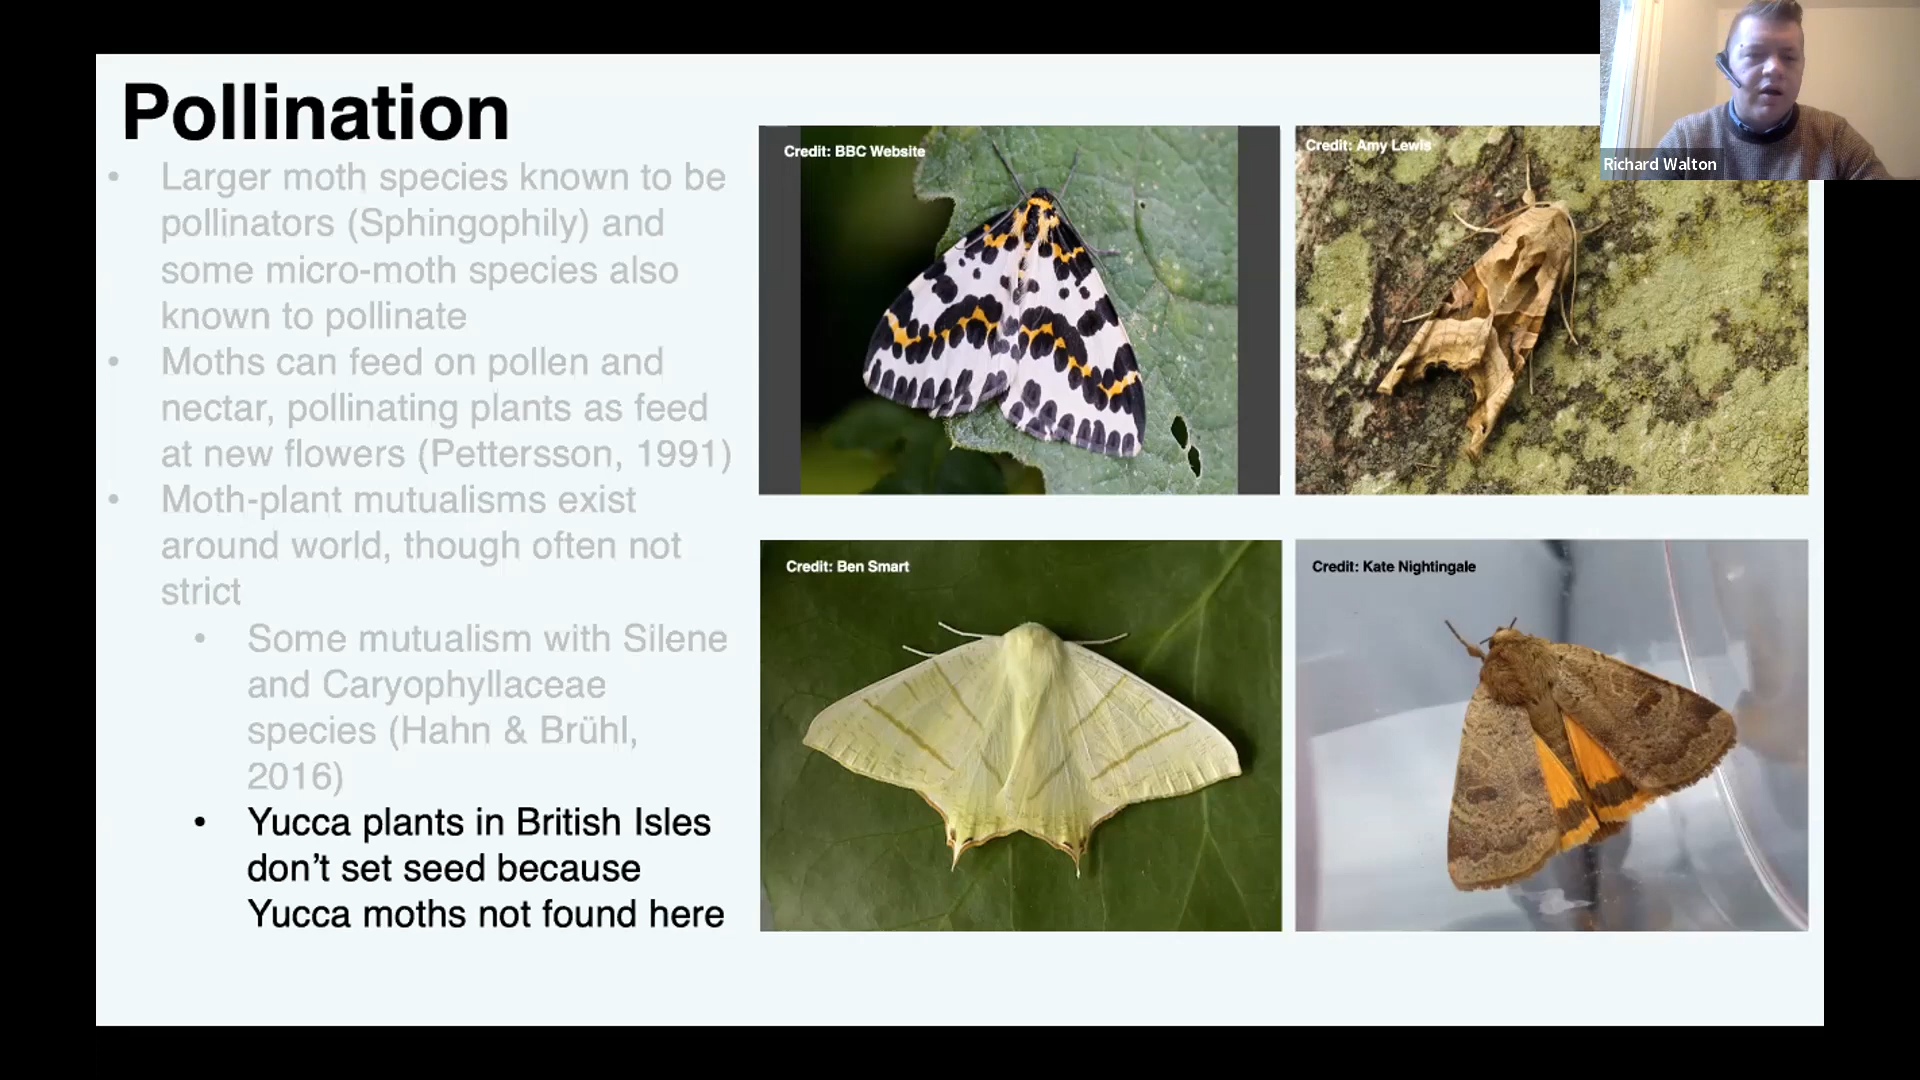 Pollination
• Larger moth species known to be
pollinators (Sphingophily) and
some micro-moth species also
known to pollinate
• Moths can feed on pollen and
nectar, pollinating plants as feed
at new flowers (Pettersson, 1991)
• Moth-plant mutualisms exist
around world, though often not
strict
• Some mutualism with Silene
and Caryophyllaceae
species (Hahn & Brühl,
2016)
• Yucca plants in British Isles
don’t set seed because
Yucca moths not found here
Credit: BBC Website
Credit: Amy Lewis
Credit: Ben Smart
Credit: Kate Nightingale
Richard Walton